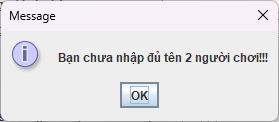 Message
Bạn chưa nhập đủ tên 2 người chơi!!!
OK